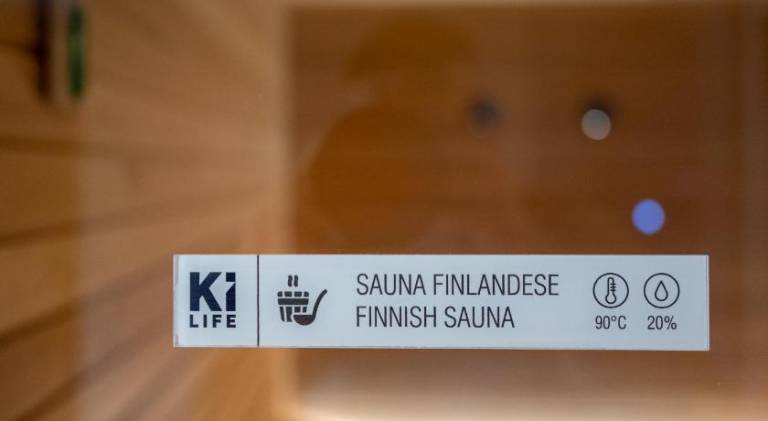 Ki
LIFE
SAUNA FINLANDESE
FINNISH SAUNA
90°C
20%